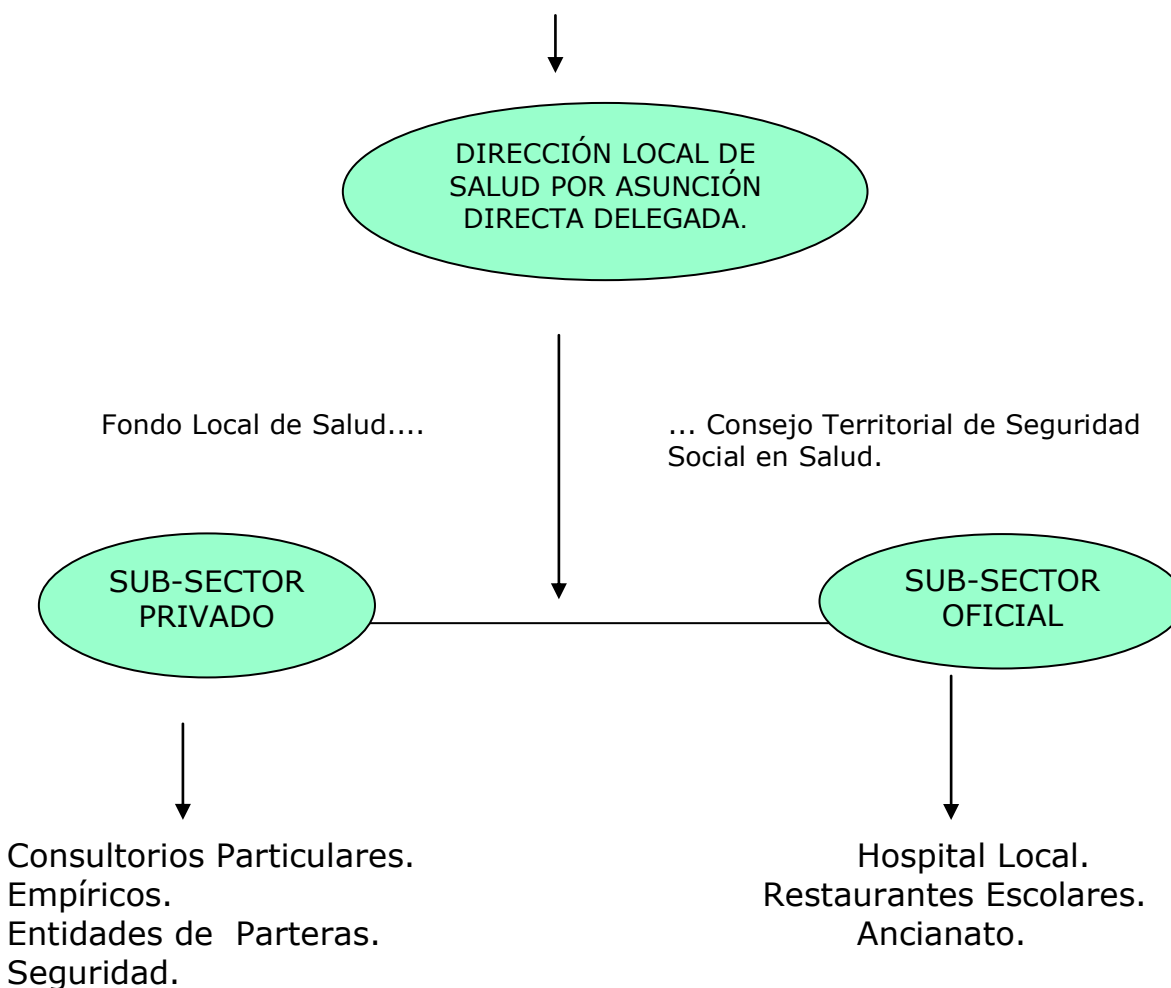 DIRECCIÓN LOCAL DE
SALUD POR ASUNCIÓN
DIRECTA DELEGADA.
Fondo Local de Salud....
... Consejo Territorial de Seguridad
Social en Salud.
SUB-SECTOR
PRIVADO
SUB-SECTOR
OFICIAL
Consultorios Particulares.
Empíricos.
Entidades de Parteras.
Seguridad.
Hospital Local.
Restaurantes Escolares.
Ancianato.